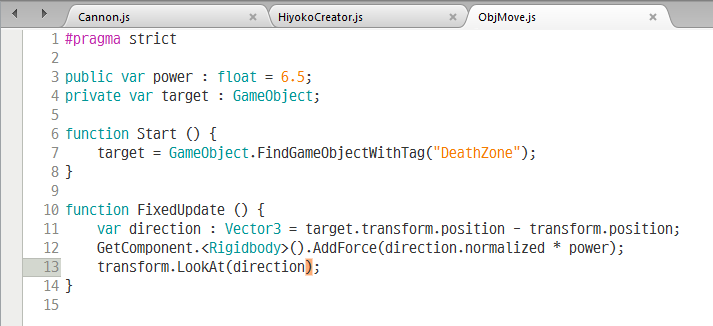 Cannon.js × HiyokoCreator.js × ObjMove.js ×
1 #pragma strict
2
3 public var power : float = 6.5;
4 private var target : GameObject;
5
6 function Start () {
7     target = GameObject.FindGameObjectWithTag("DeathZone");
8 }
9
10 function FixedUpdate () {
11     var direction : Vector3 = target.transform.position - transform.position;
12     GetComponent.<Rigidbody>().AddForce(direction.normalized * power);
13     transform.LookAt(direction);
14 }
15